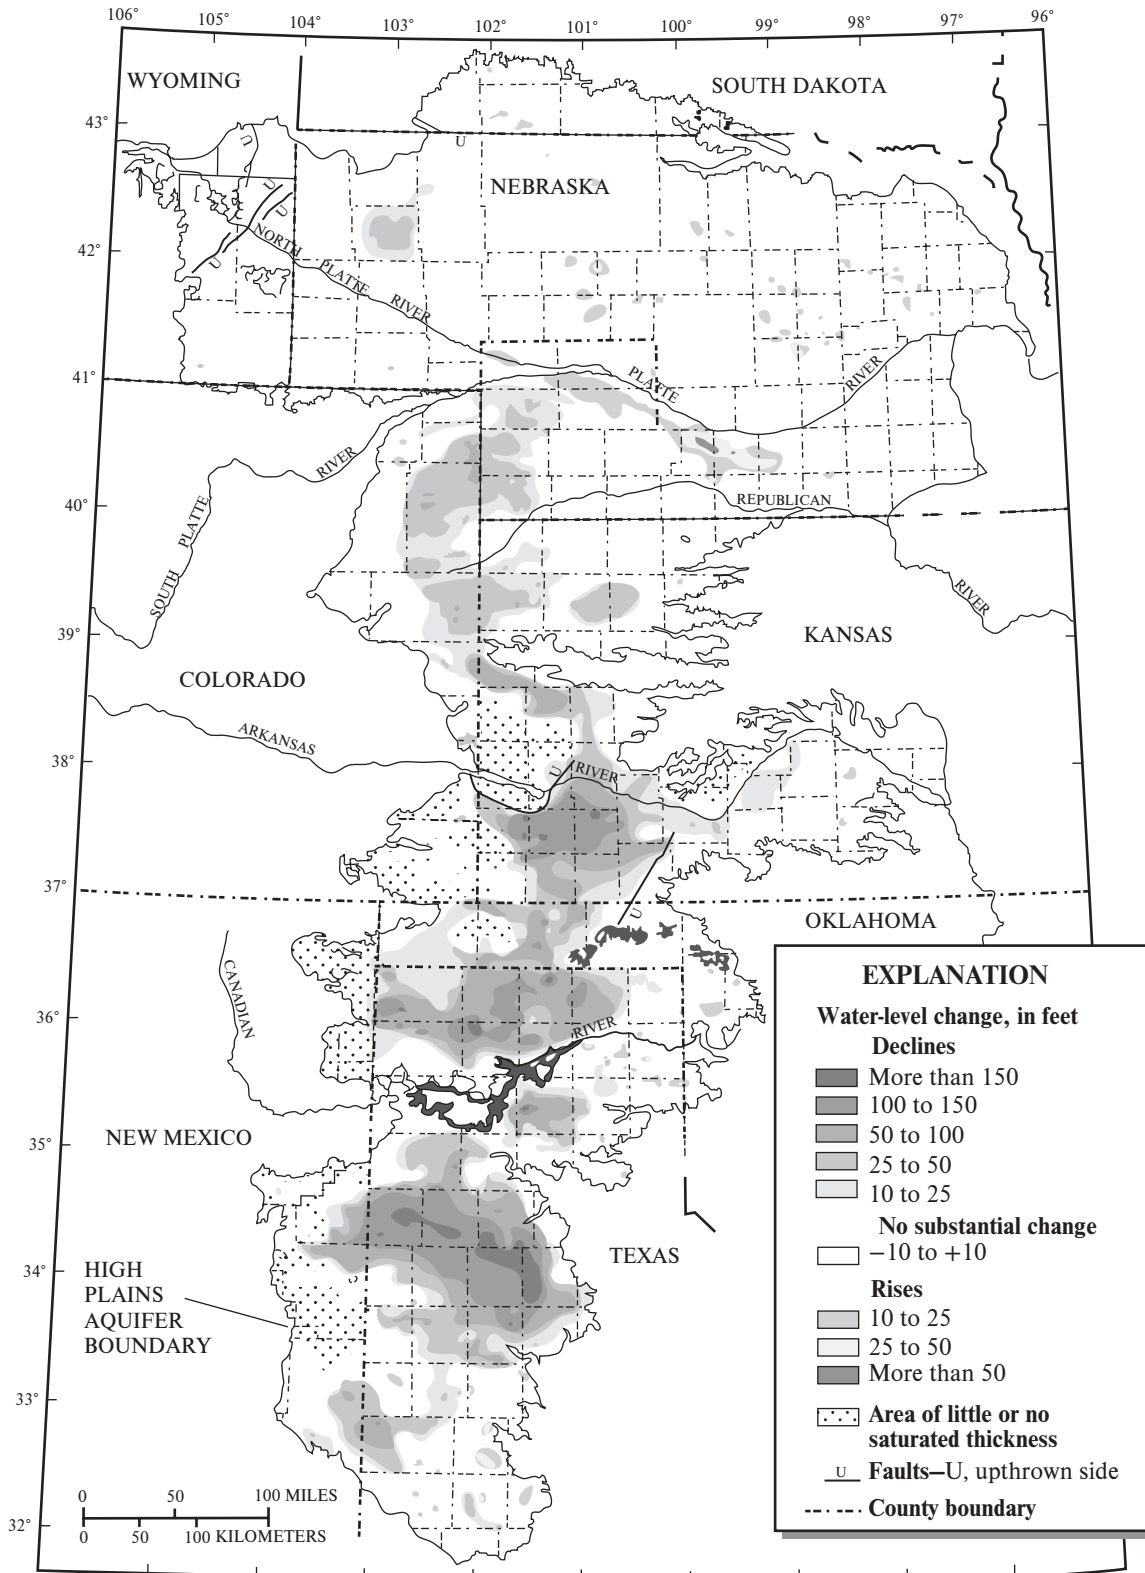 106° 105° 104° 103° 102° 101° 100° 99° 98° 97° 96°
WYOMING
SOUTH DAKOTA
43°
U
U
NEBRASKA
U
U
NORTH PLATTE RIVER
42°
U
41°
PLATTE RIVER
SOUTH PLATTE RIVER
40°
REPUBLICAN RIVER
39°
KANSAS
COLORADO
ARKANSAS RIVER
38°
U
37°
OKLAHOMA
U
CANADIAN RIVER
36°
NEW MEXICO
35°
TEXAS
34°
HIGH
PLAINS
AQUIFER
BOUNDARY
33°
0 50 100 MILES
0 50 100 KILOMETERS
32°
EXPLANATION
Water-level change, in feet
Declines
More than 150
100 to 150
50 to 100
25 to 50
10 to 25
No substantial change
−10 to +10
Rises
10 to 25
25 to 50
More than 50
Area of little or no
saturated thickness
U Faults—U, upthrown side
County boundary